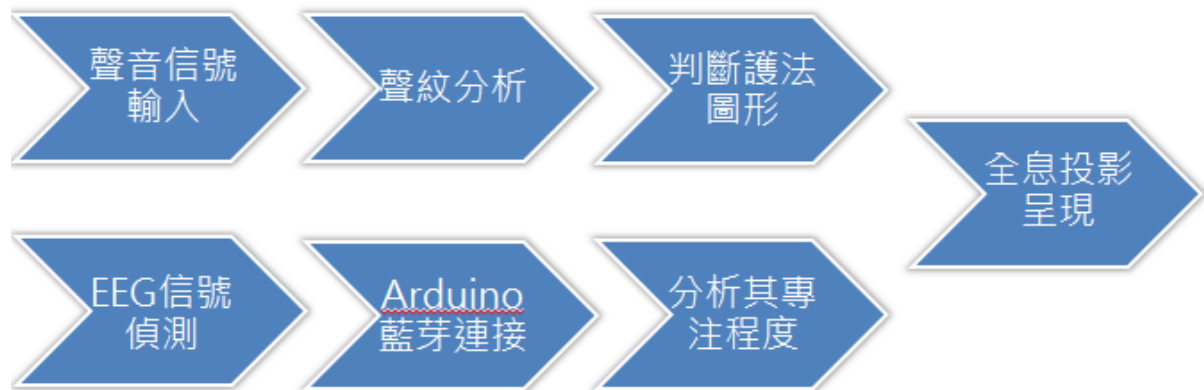 聲音信號
輸入
聲紋分析
判斷護法
圖形
全息投影
呈現
EEG信號
偵測
Arduino
藍芽連接
分析其專
注程度